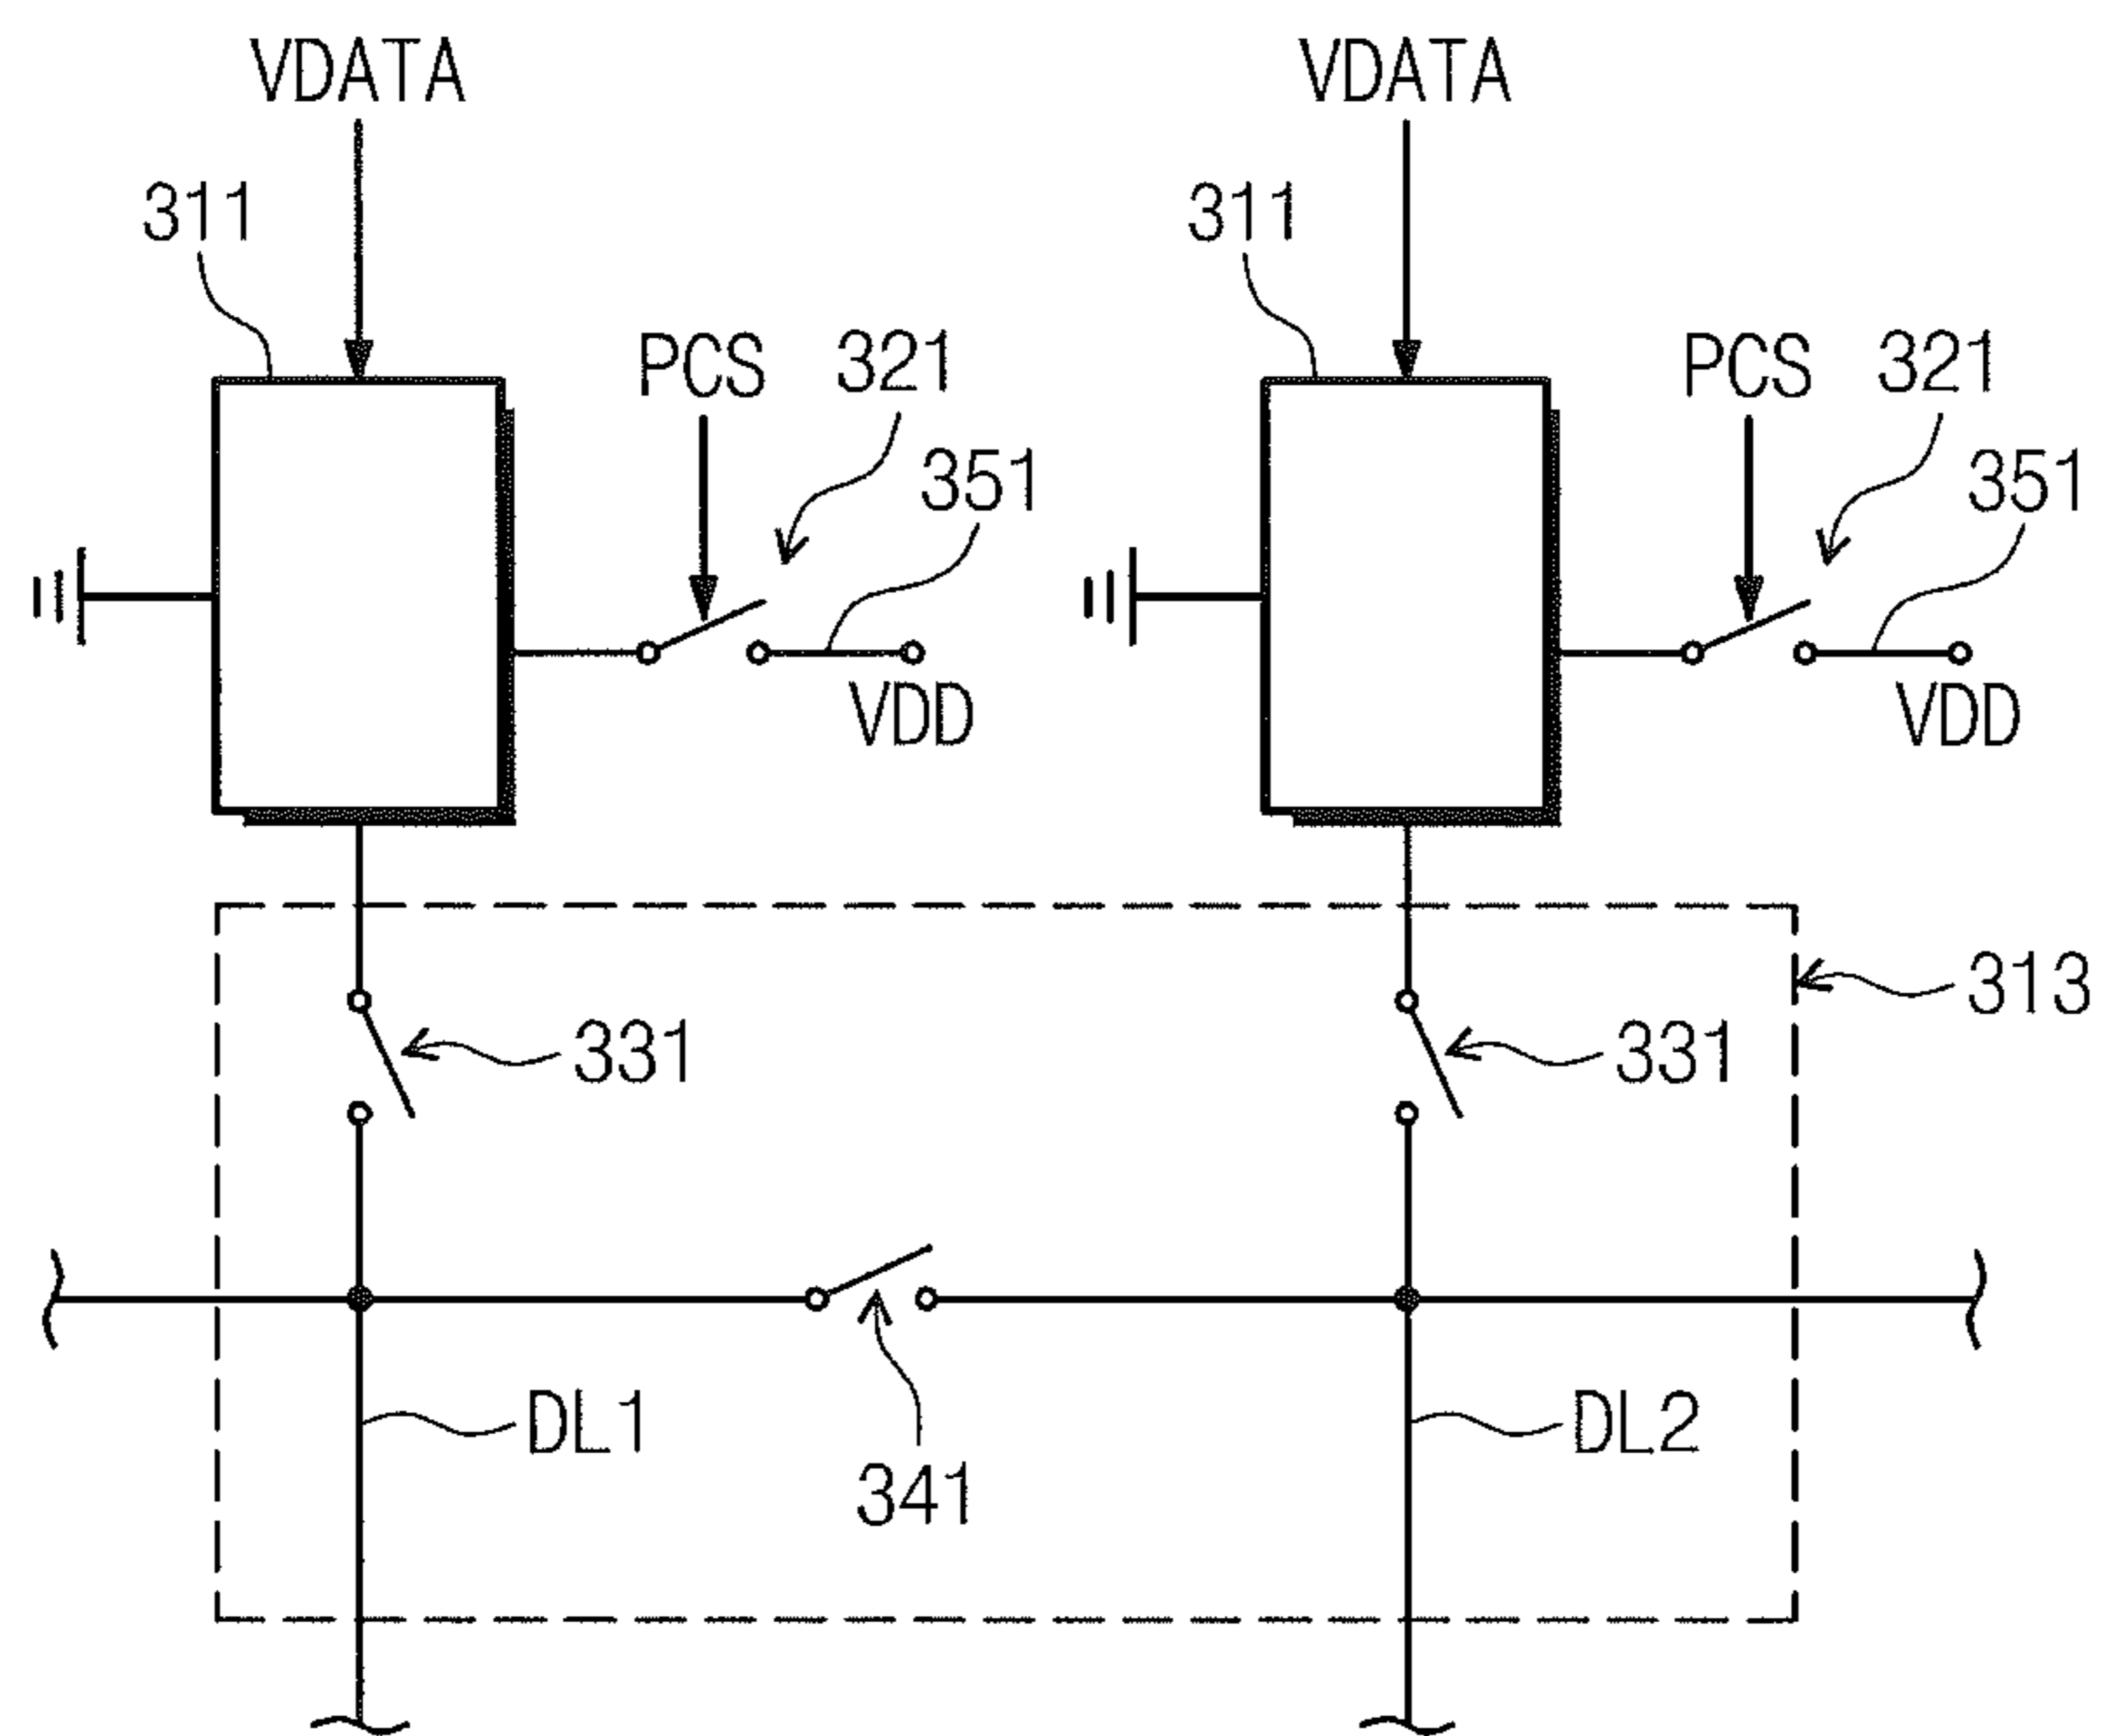 VDATA VDATA
311 311
PCS 321 PCS 321
351 351
VDD VDD
313
331 331
DL1 DL2
341